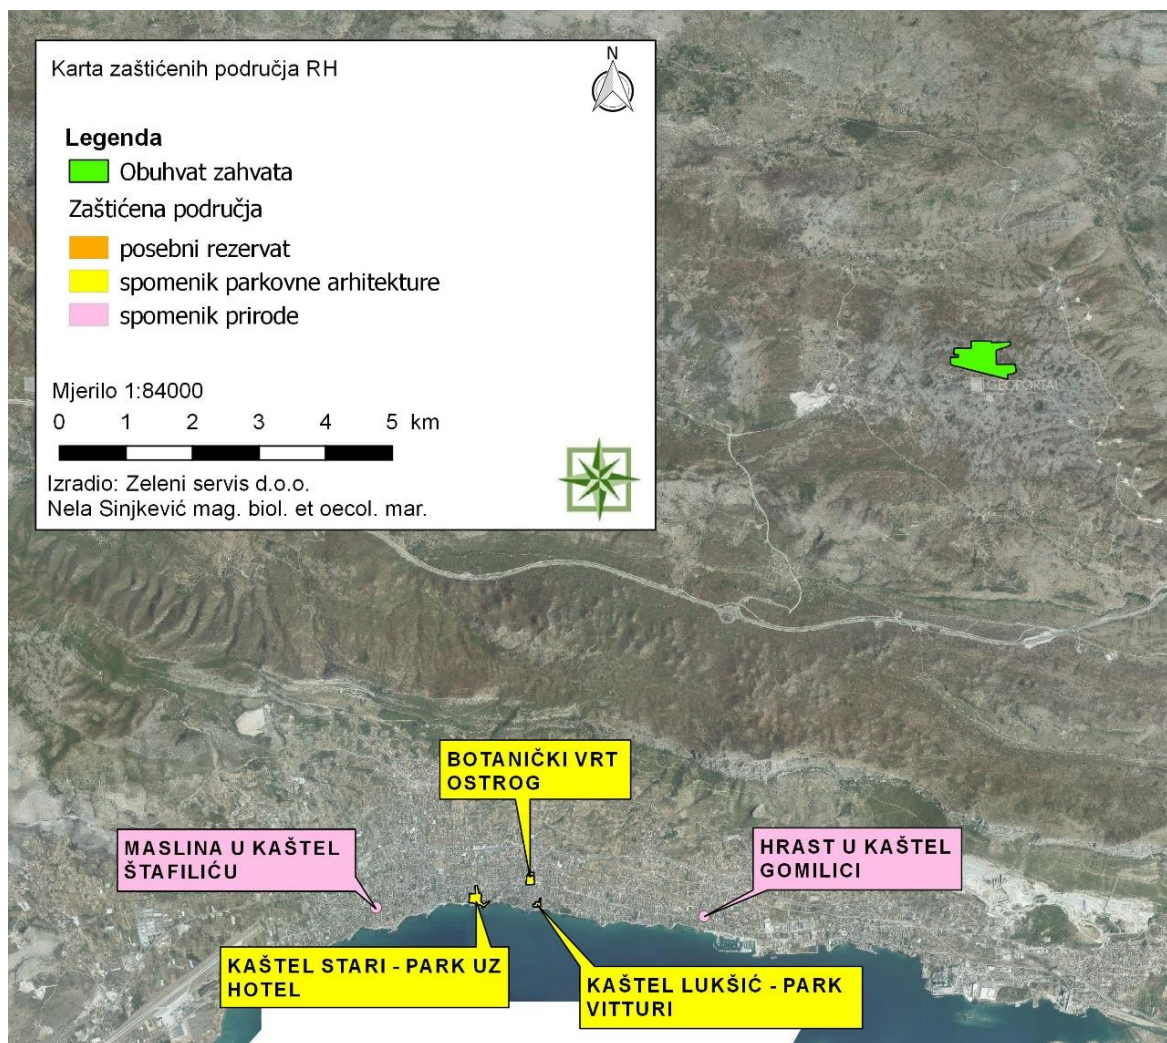 Karta zaštićenih područja RH
N
Legenda
Obuhvat zahvata
Zaštićena područja
posebni rezervat
spomenik parkovne arhitekture
spomenik prirode
Mjerilo 1:84000
0 1 2 3 4 5 km
Izradio: Zeleni servis d.o.o.
Nela Sinjkević mag. biol. et oecol. mar.
GEOPORTAL
BOTANIČKI VRT
OSTROG
MASLINA U KAŠTEL
ŠTAFILIĆU
HRAST U KAŠTEL
GOMILICI
KAŠTEL STARI - PARK UZ
HOTEL
KAŠTEL LUKŠIĆ - PARK
VITTURI